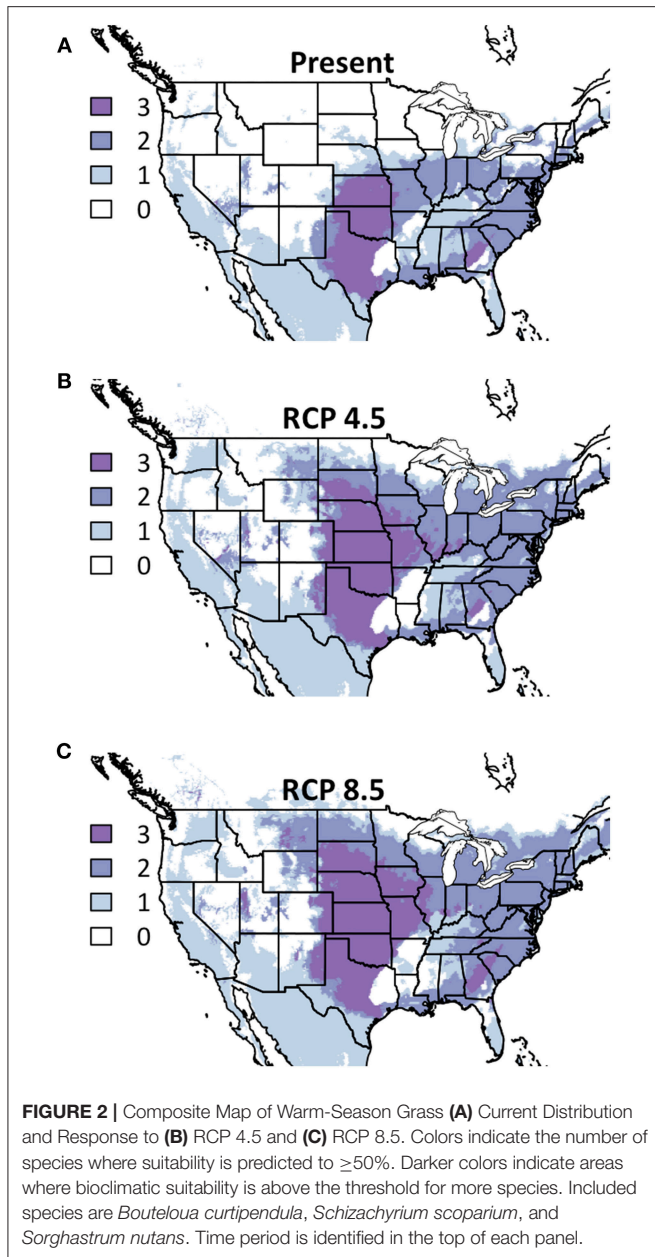 A
Present
3
2
1
0
B
RCP 4.5
3
2
1
0
C
RCP 8.5
3
2
1
0
FIGURE 2 | Composite Map of Warm-Season Grass (A) Current Distribution
and Response to (B) RCP 4.5 and (C) RCP 8.5. Colors indicate the number of
species where suitability is predicted to ≥50%. Darker colors indicate areas
where bioclimatic suitability is above the threshold for more species. Included
species are Bouteloua curtipendula, Schizachyrium scoparium, and
Sorghastrum nutans. Time period is identified in the top of each panel.